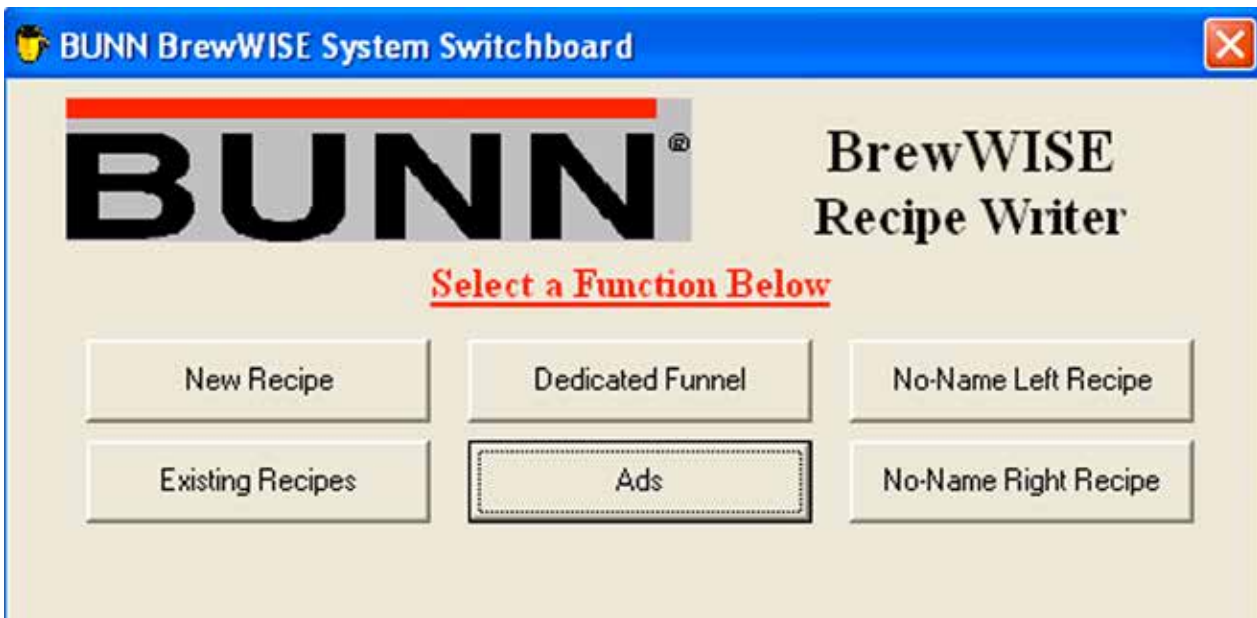 BUNN BrewWISE System Switchboard
BUNN®
BrewWISE
Recipe Writer
Select a Function Below
New Recipe
Dedicated Funnel
No-Name Left Recipe
Existing Recipes
Ads
No-Name Right Recipe